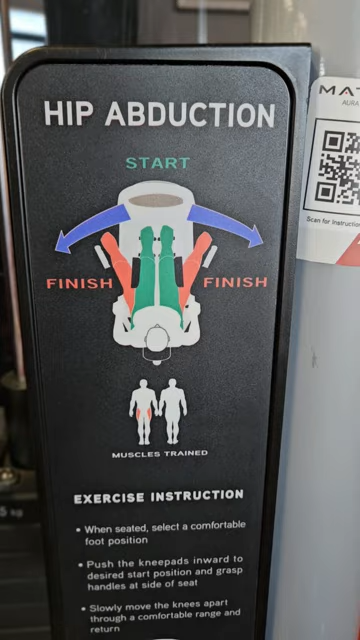 HIP ABDUCTION
START
FINISH
FINISH
MUSCLES TRAINED
EXERCISE INSTRUCTION
• When seated, select a comfortable
foot position
• Push the kneepads inward to
desired start position and grasp
handles at side of seat
• Slowly move the knees apart
through a comfortable range and
return
MAT
AURA
Scan for Instruction
5 kg